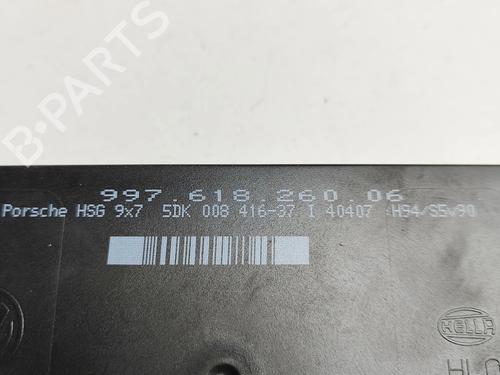 B-PARTS
997.618.260.06
Porsche HSG 9x7 5DK 008 416-37 I 40407 HS4/S5v90
HELLA